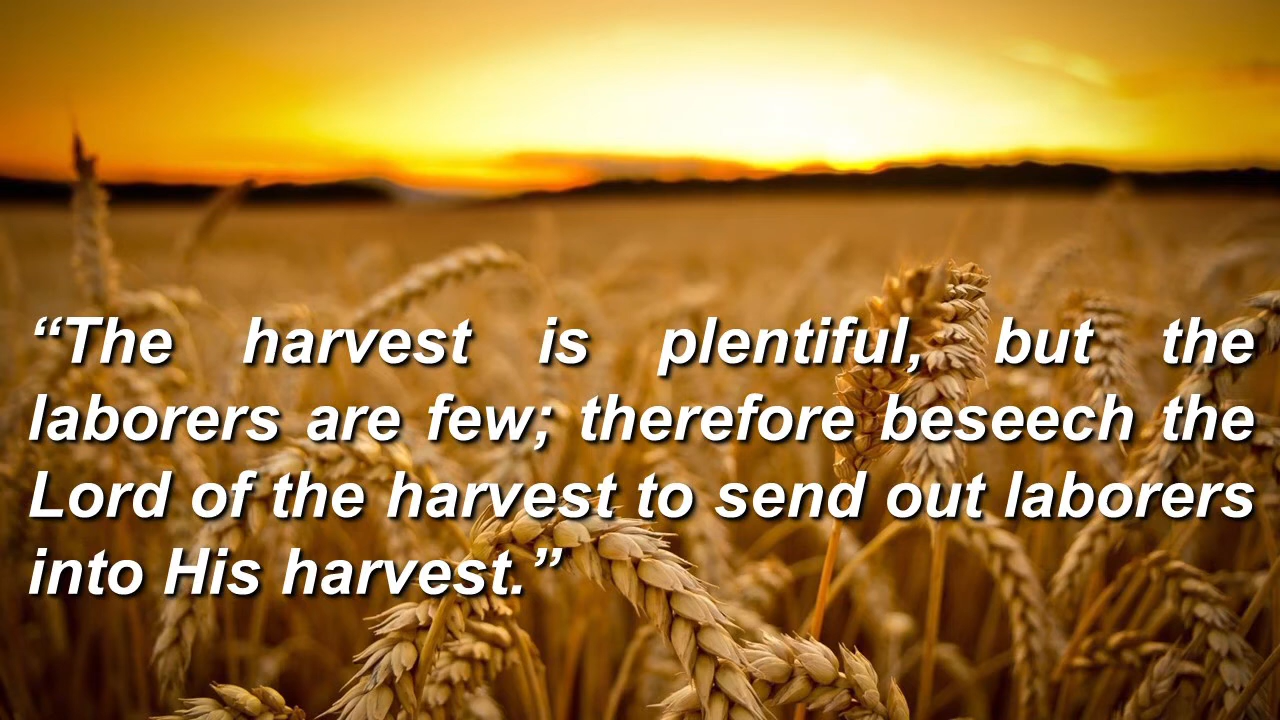 “The harvest is plentiful, but the
laborers are few; therefore beseech the
Lord of the harvest to send out laborers
into His harvest.”